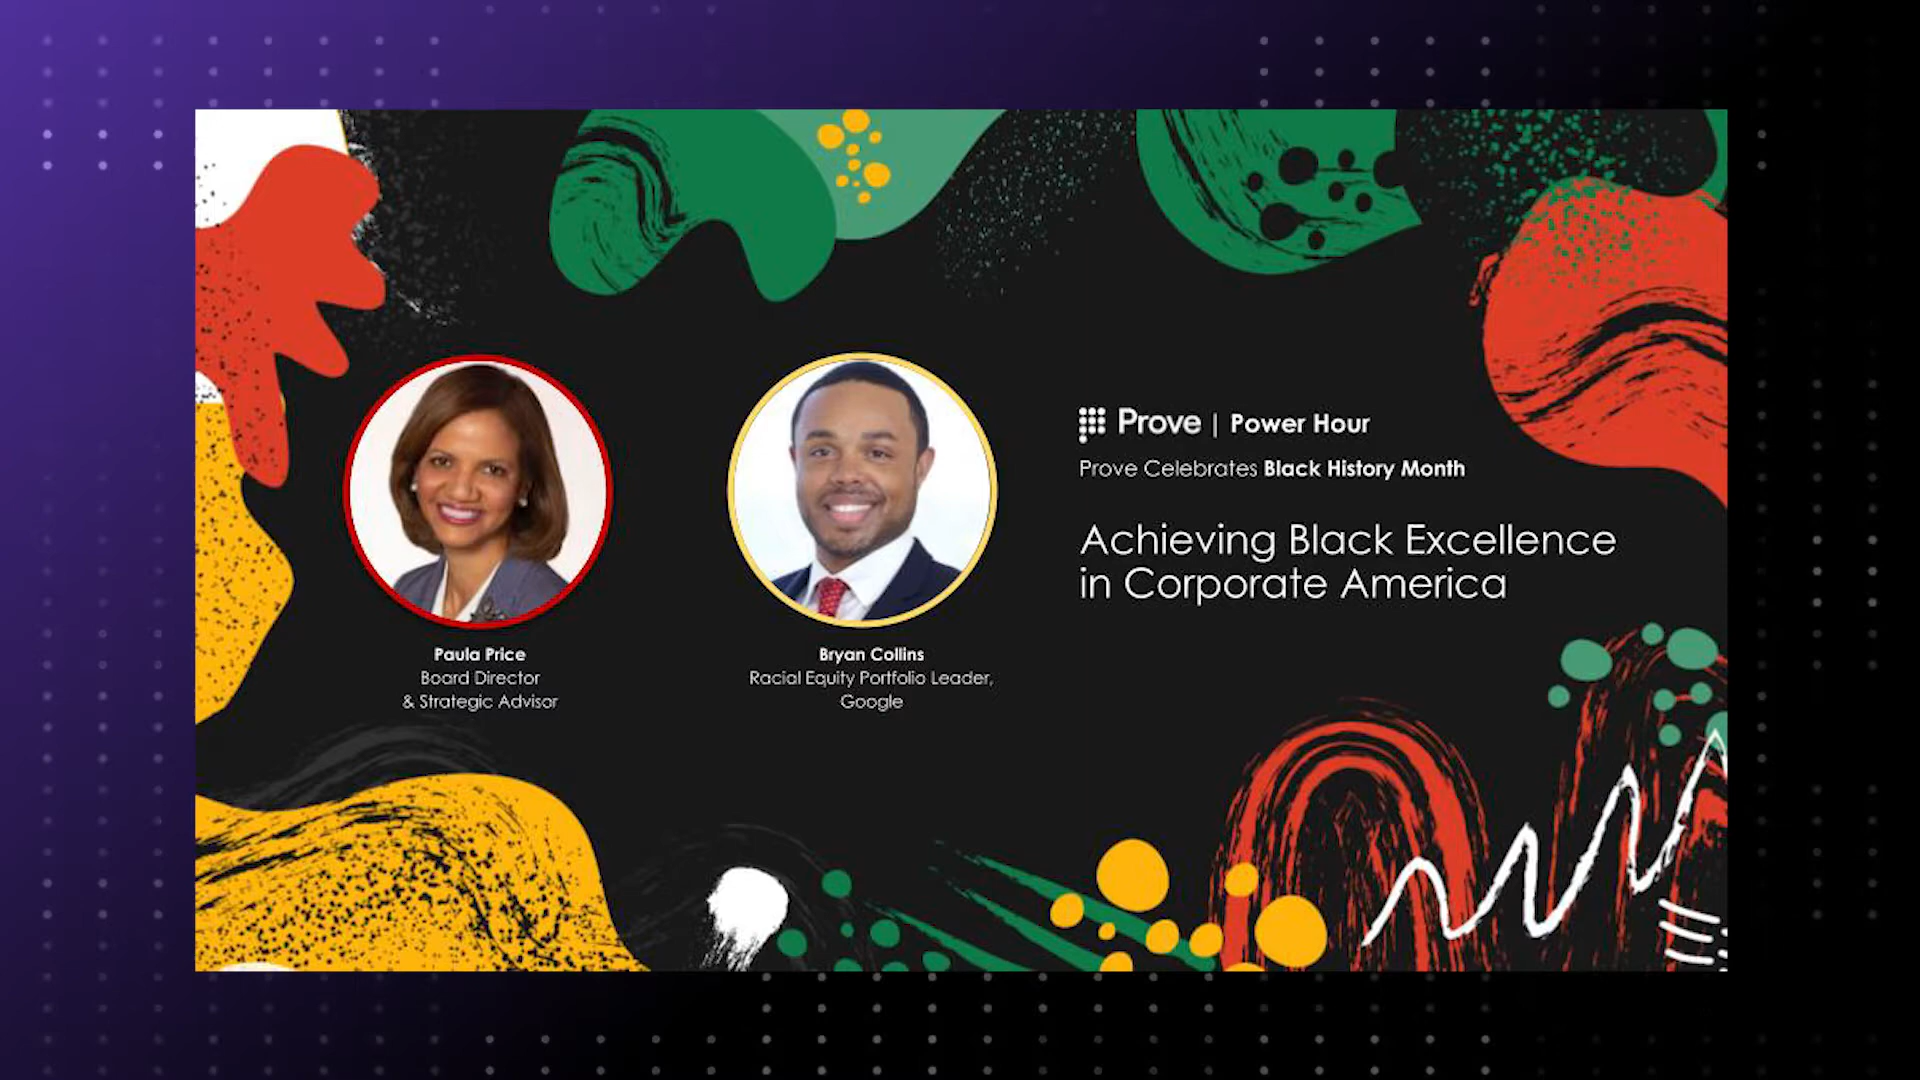 Prove | Power Hour
Prove Celebrates Black History Month
Achieving Black Excellence
in Corporate America
Paula Price
Board Director
& Strategic Advisor
Bryan Collins
Racial Equity Portfolio Leader,
Google